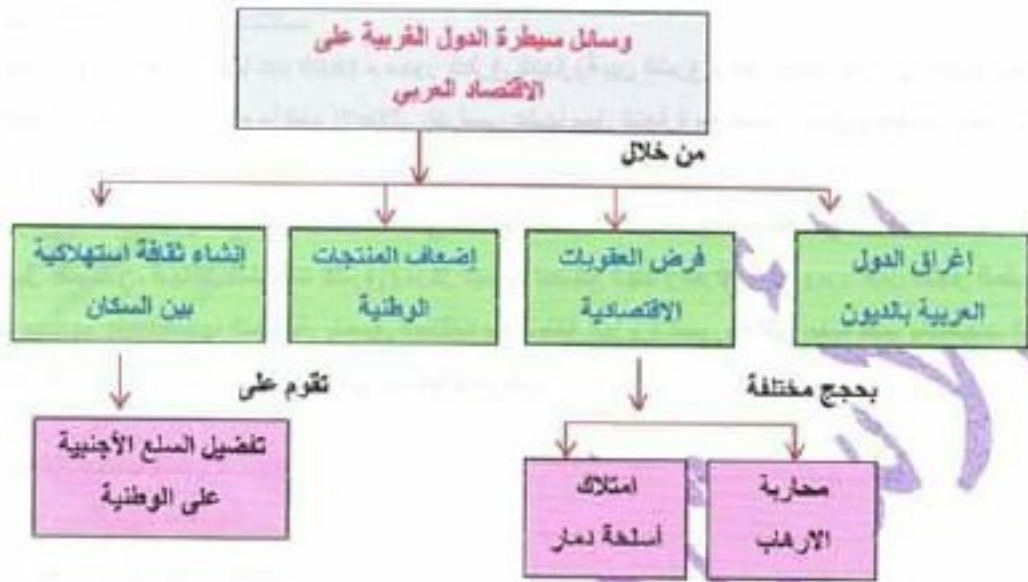 وسائل سيطرة الدول الغربية على
الاقتصاد العربي
من خلال
إغراق الدول
العربية بالديون
فرض العقوبات
الاقتصادية
إضعاف المنتجات
الوطنية
إنشاء ثقافة استهلاكية
بين السكان
بحجج مختلفة
تقوم على
محاربة
الارهاب
امتلاك
أسلحة دمار
تفضيل السلع الأجنبية
على الوطنية